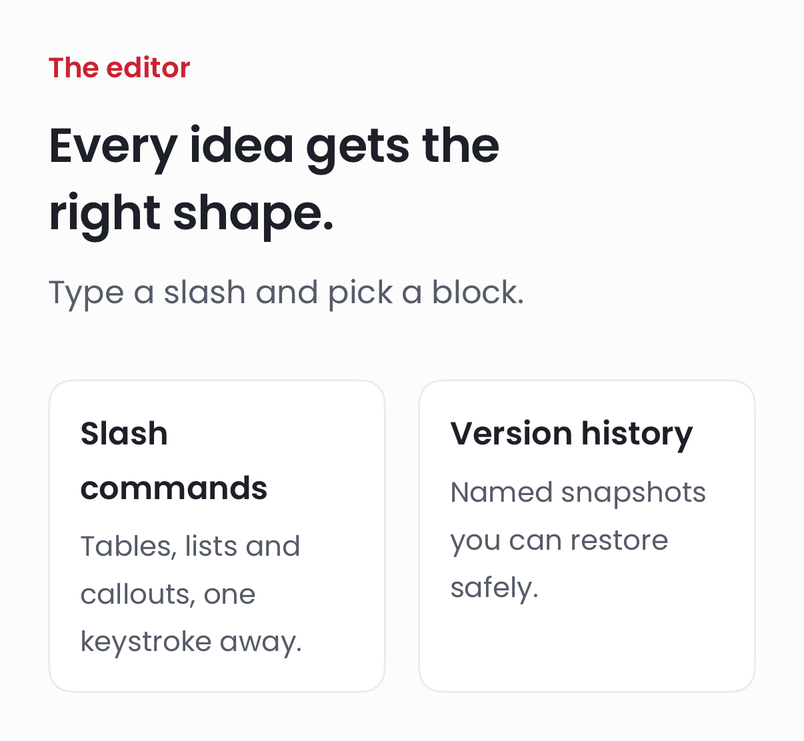 The editor
Every idea gets the
right shape.
Type a slash and pick a block.
Slash
commands
Tables, lists and
callouts, one
keystroke away.
Version history
Named snapshots
you can restore
safely.